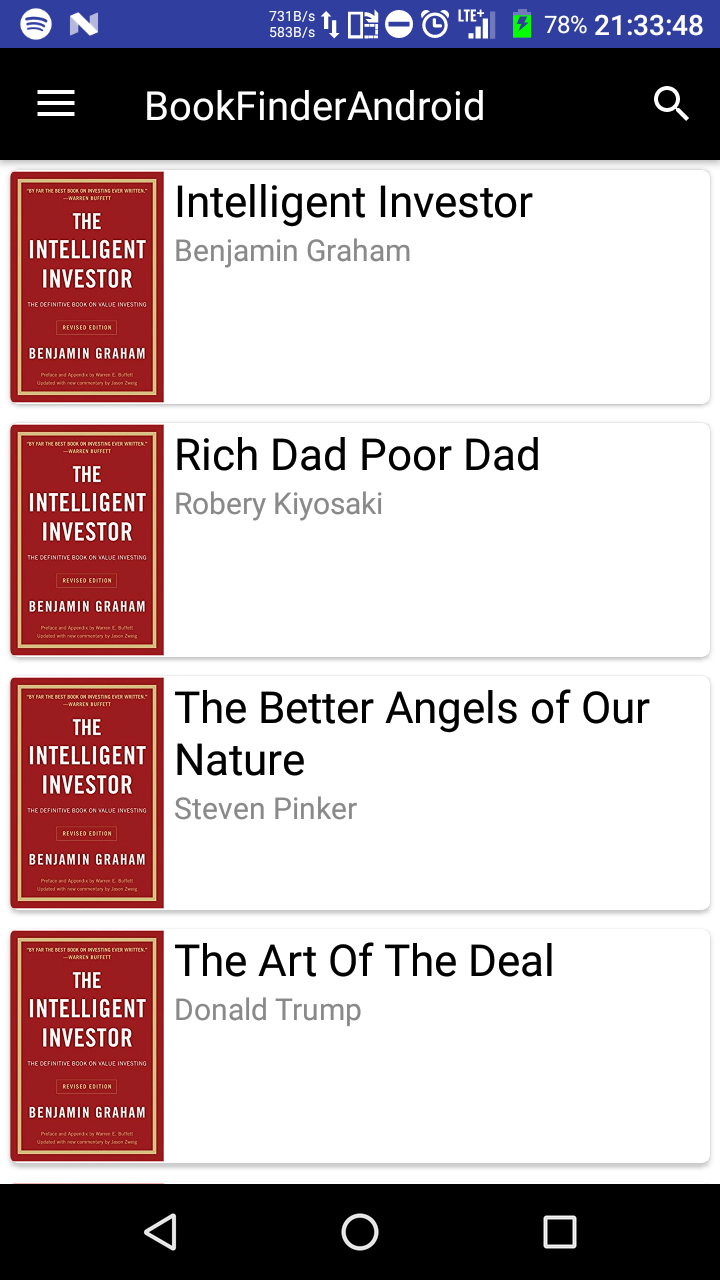 731B/s
583B/s
LTE+
78% 21:33:48
BookFinderAndroid
"BY FAR THE BEST BOOK ON INVESTING EVER WRITTEN."
—WARREN BUFFETT
THE
INTELLIGENT
INVESTOR
THE DEFINITIVE BOOK ON VALUE INVESTING
REVISED EDITION
BENJAMIN GRAHAM
Preface and Appendix by Warren E. Buffett
Updated with new commentary by Jason Zweig
Intelligent Investor
Benjamin Graham
"BY FAR THE BEST BOOK ON INVESTING EVER WRITTEN."
—WARREN BUFFETT
THE
INTELLIGENT
INVESTOR
THE DEFINITIVE BOOK ON VALUE INVESTING
REVISED EDITION
BENJAMIN GRAHAM
Preface and Appendix by Warren E. Buffett
Updated with new commentary by Jason Zweig
Rich Dad Poor Dad
Robery Kiyosaki
"BY FAR THE BEST BOOK ON INVESTING EVER WRITTEN."
—WARREN BUFFETT
THE
INTELLIGENT
INVESTOR
THE DEFINITIVE BOOK ON VALUE INVESTING
REVISED EDITION
BENJAMIN GRAHAM
Preface and Appendix by Warren E. Buffett
Updated with new commentary by Jason Zweig
The Better Angels of Our
Nature
Steven Pinker
"BY FAR THE BEST BOOK ON INVESTING EVER WRITTEN."
—WARREN BUFFETT
THE
INTELLIGENT
INVESTOR
THE DEFINITIVE BOOK ON VALUE INVESTING
REVISED EDITION
BENJAMIN GRAHAM
Preface and Appendix by Warren E. Buffett
Updated with new commentary by Jason Zweig
The Art Of The Deal
Donald Trump